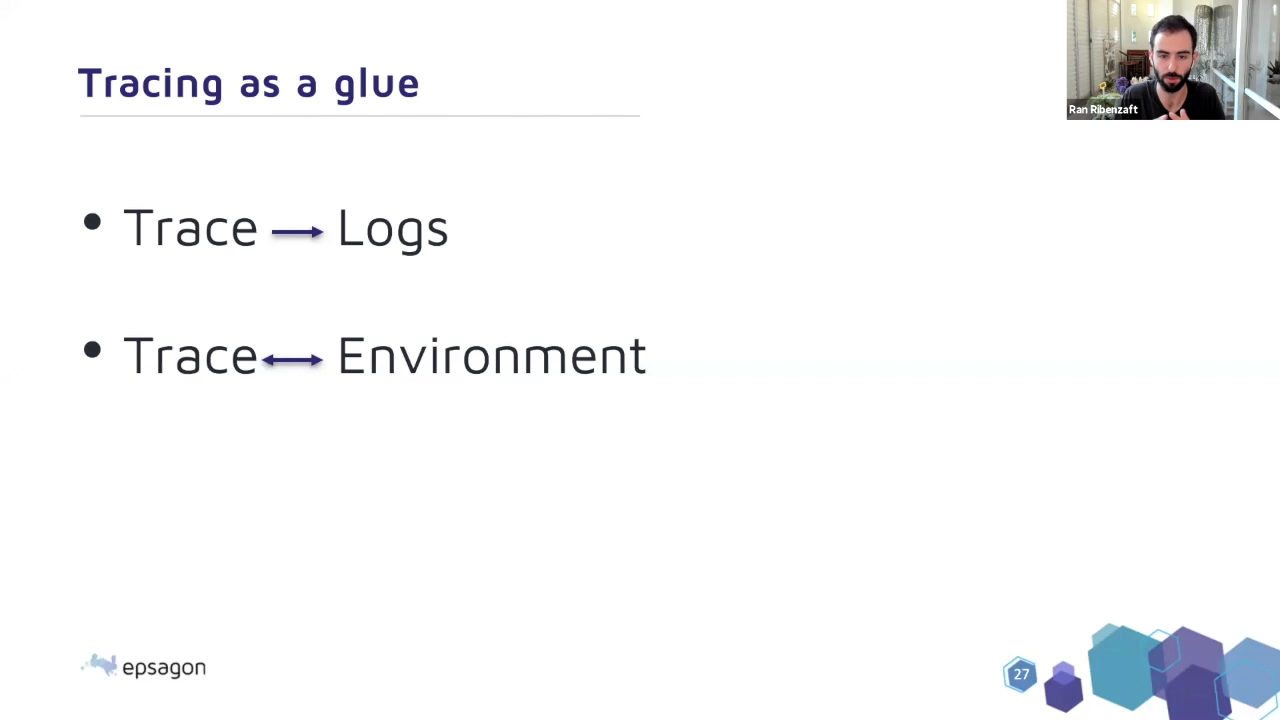 Tracing as a glue
Ran Ribenzaft
• Trace → Logs
• Trace ↔ Environment
epsagon
27